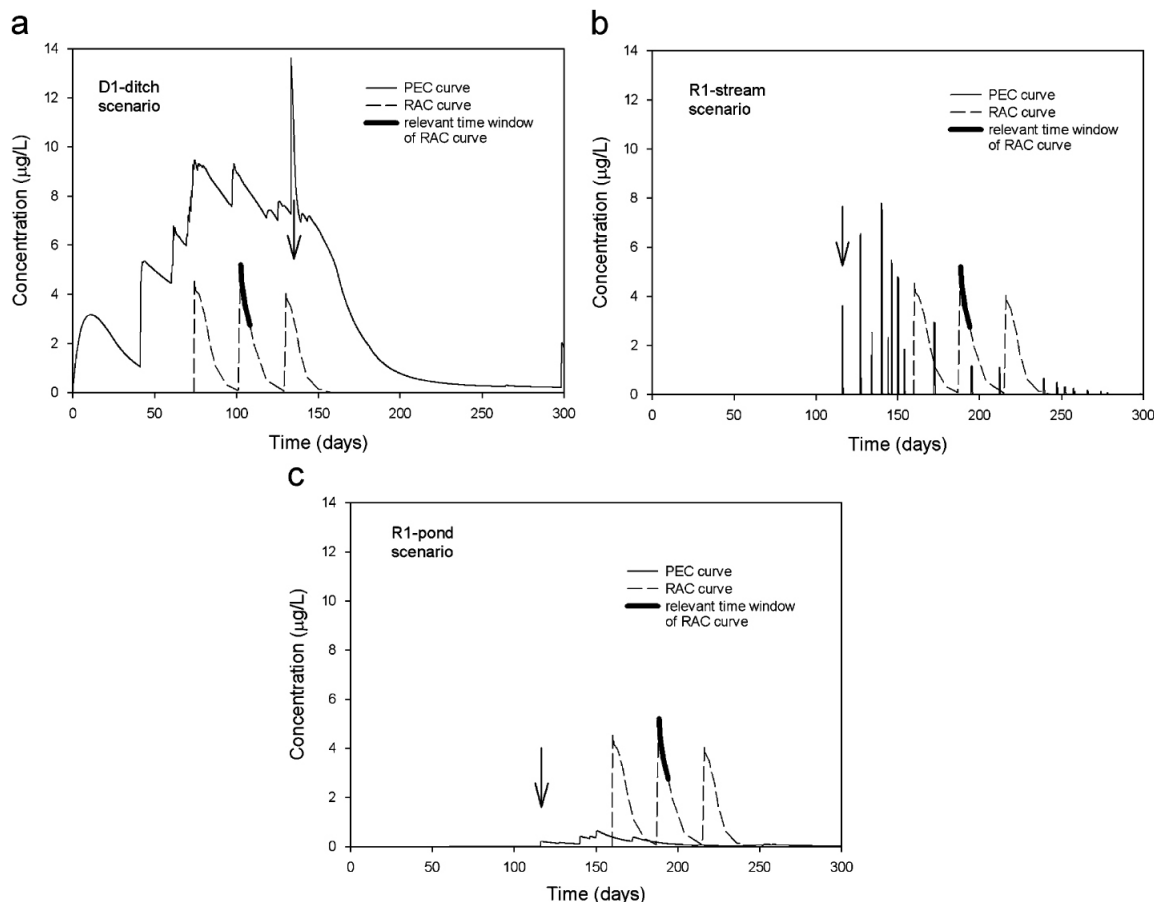 a
D1-ditch
scenario
PEC curve
RAC curve
relevant time window
of RAC curve
Concentration (µg/L)
14
12
10
8
6
4
2
0
0 50 100 150 200 250 300
Time (days)
b
R1-stream
scenario
PEC curve
RAC curve
relevant time window
of RAC curve
Concentration (µg/L)
14
12
10
8
6
4
2
0
0 50 100 150 200 250 300
Time (days)
c
R1-pond
scenario
PEC curve
RAC curve
relevant time window
of RAC curve
Concentration (µg/L)
14
12
10
8
6
4
2
0
0 50 100 150 200 250 300
Time (days)